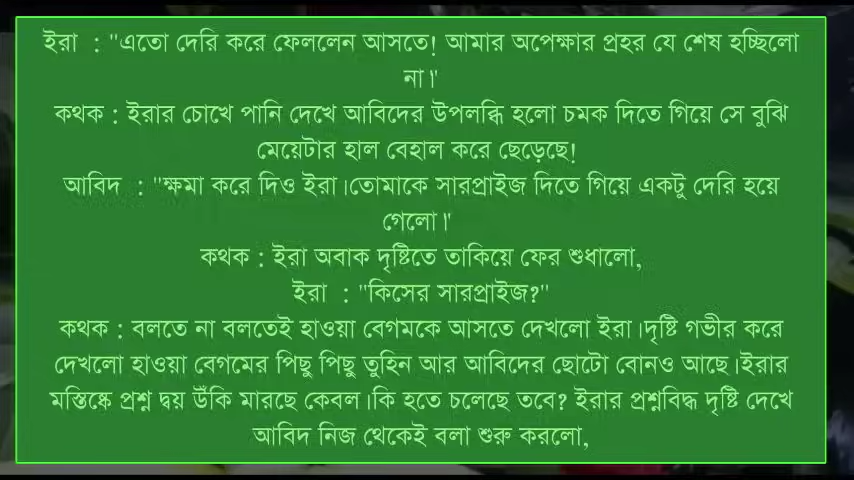 ইরা : "এতো দেরি করে ফেললেন আসতে! আমার অপেক্ষার প্রহর যে শেষ হচ্ছিলো
না।"
কথক : ইরার চোখে পানি দেখে আবিদের উপলব্ধি হলো চমক দিতে গিয়ে সে বুঝি
মেয়েটার হাল বেহাল করে ছেড়েছে!
আবিদ : "ক্ষমা করে দিও ইরা।তোমাকে সারপ্রাইজ দিতে গিয়ে একটু দেরি হয়ে
গেলো।"
কথক : ইরা অবাক দৃষ্টিতে তাকিয়ে ফের শুধালো,
ইরা : "কিসের সারপ্রাইজ?"
কথক : বলতে না বলতেই হাওয়া বেগমকে আসতে দেখলো ইরা।দৃষ্টি গভীর করে
দেখলো হাওয়া বেগমের পিছু পিছু তুহিন আর আবিদের ছোটো বোনও আছে।ইরার
মস্তিষ্কে প্রশ্ন দ্বয় উঁকি মারছে কেবল।কি হতে চলেছে তবে? ইরার প্রশ্নবিদ্ধ দৃষ্টি দেখে
আবিদ নিজ থেকেই বলা শুরু করলো,